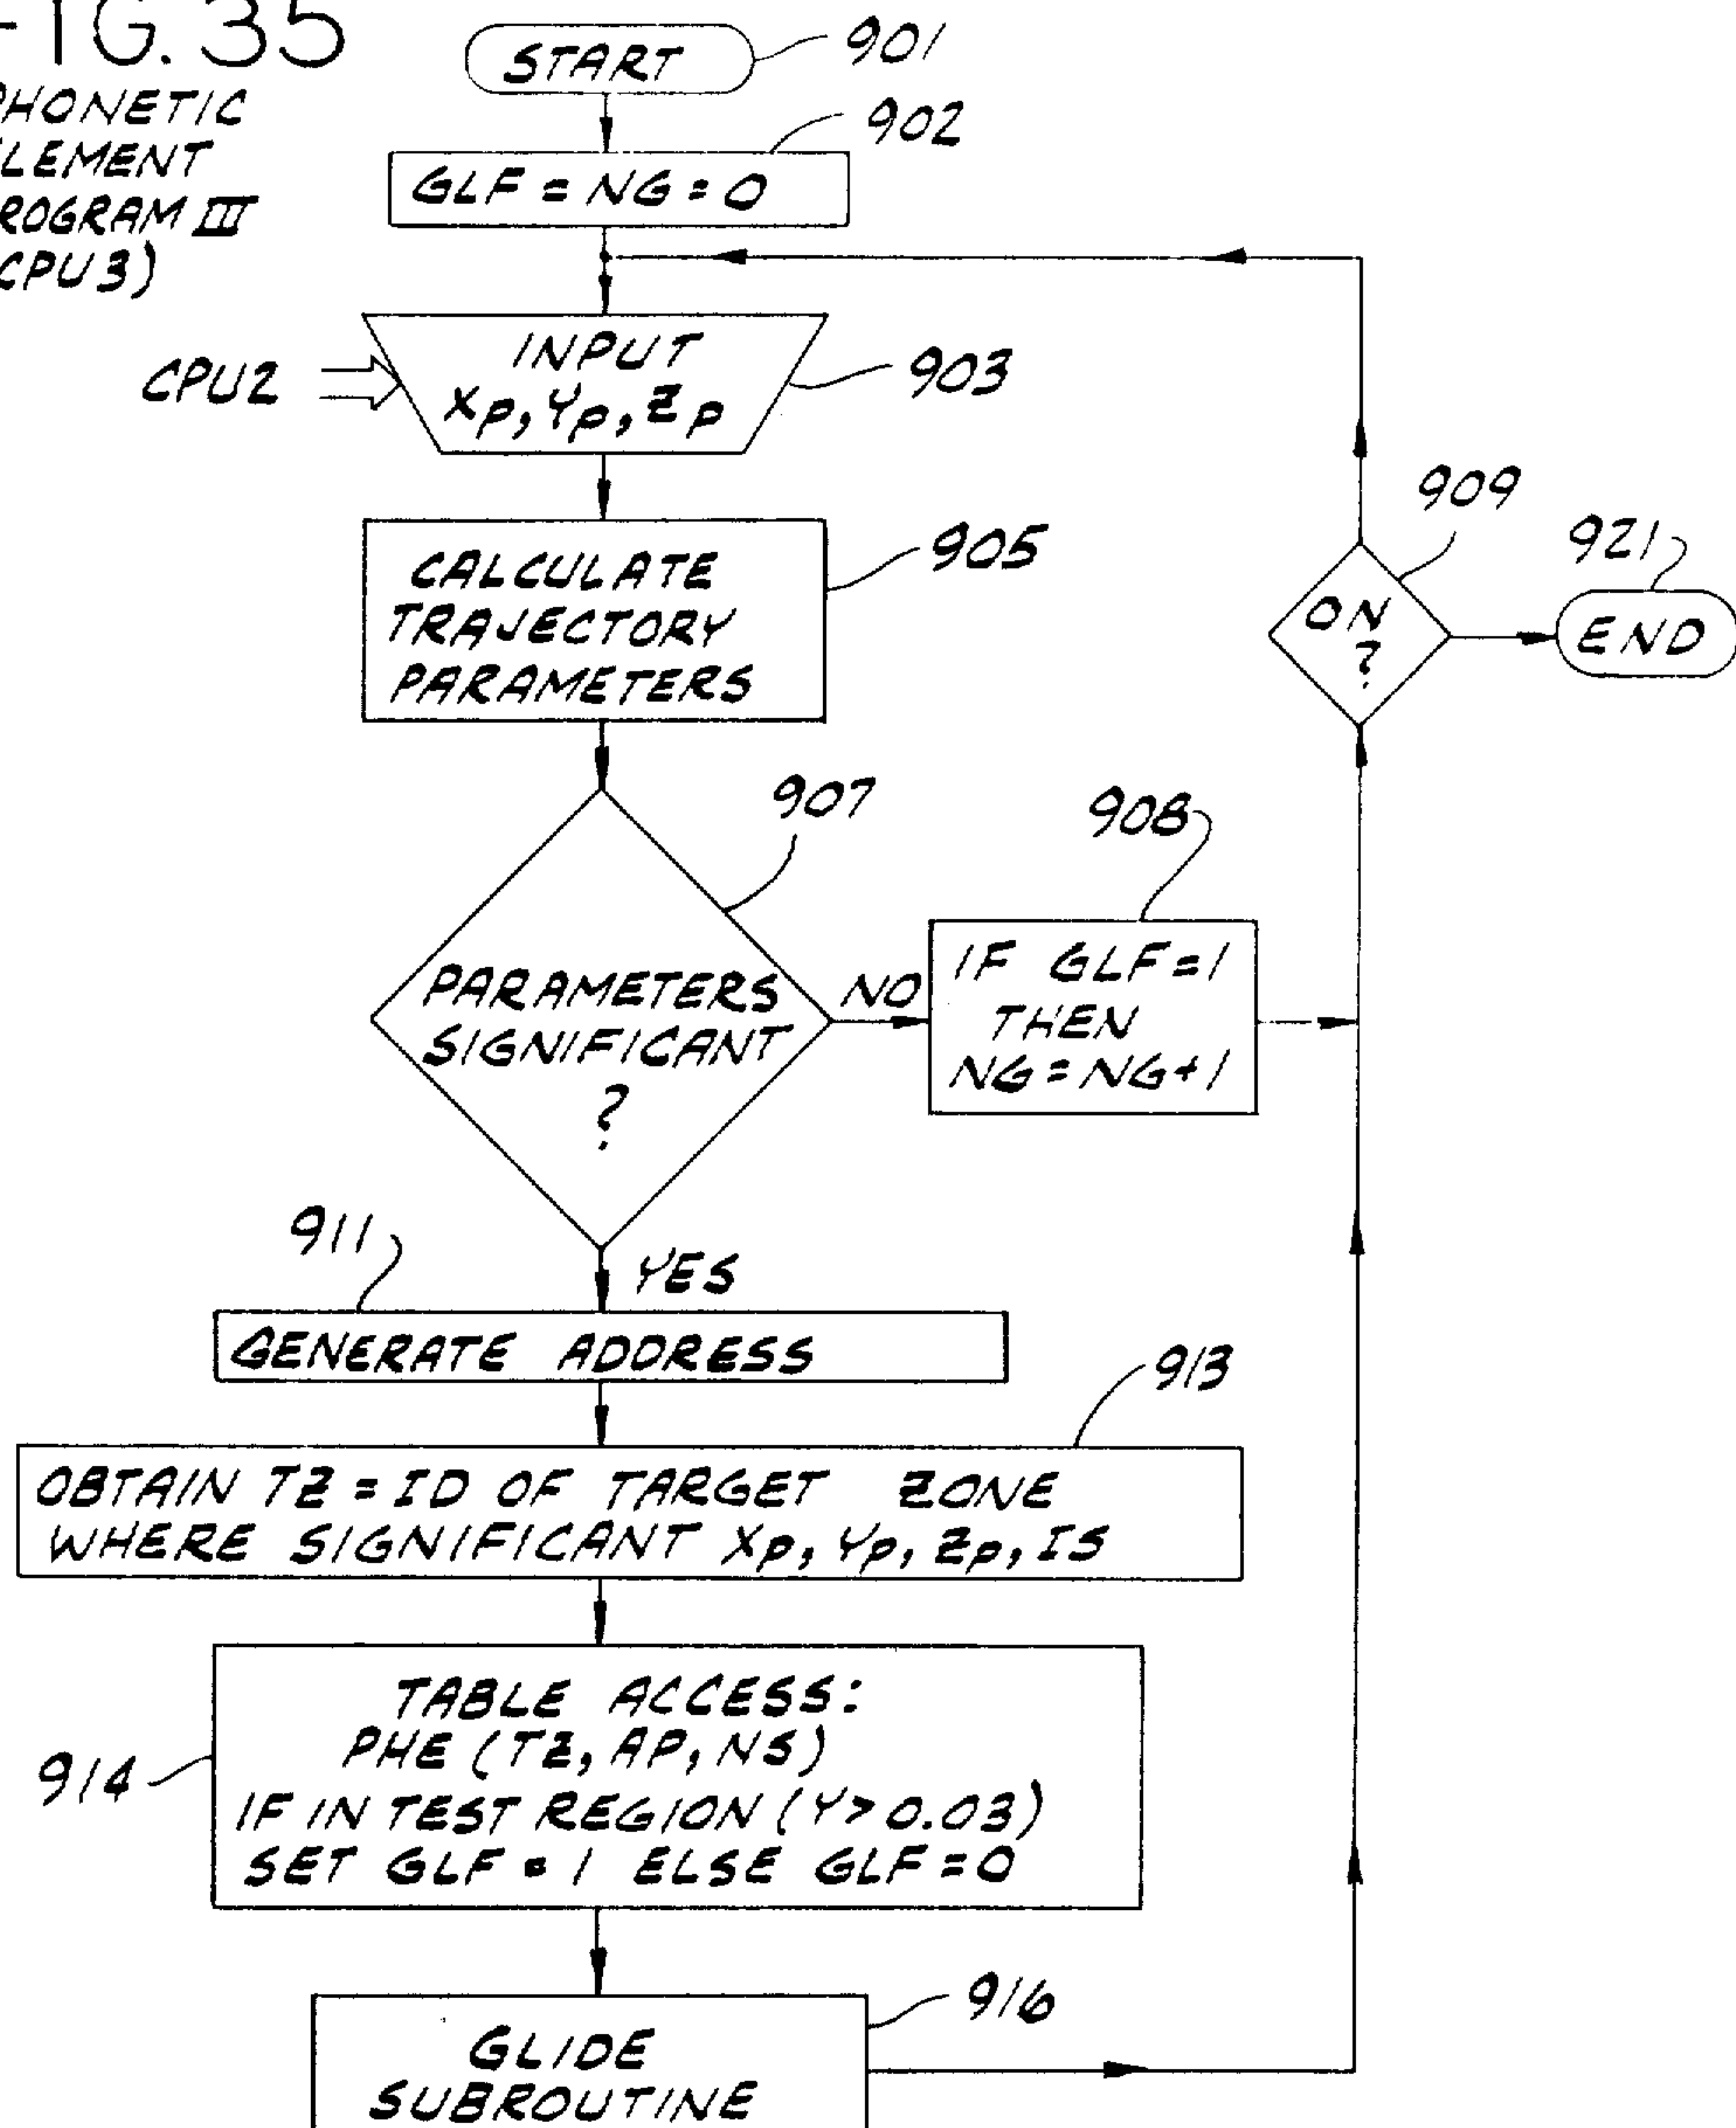 FIG. 35
PHONETIC
ELEMENT
PROGRAM III
(CPU3)
START
901
902
GLF = NG = 0
CPU2
INPUT
Xp, Yp, Zp
903
CALCULATE
TRAJECTORY
PARAMETERS
905
909
ON
?
921
END
907
PARAMETERS
SIGNIFICANT
?
NO
908
IF GLF = 1
THEN
NG = NG + 1
YES
911
GENERATE ADDRESS
913
OBTAIN TZ = ID OF TARGET ZONE
WHERE SIGNIFICANT Xp, Yp, Zp, IS
914
TABLE ACCESS:
PHE (TZ, AP, NS)
IF IN TEST REGION (Y > 0.03)
SET GLF = 1 ELSE GLF = 0
916
GLIDE
SUBROUTINE